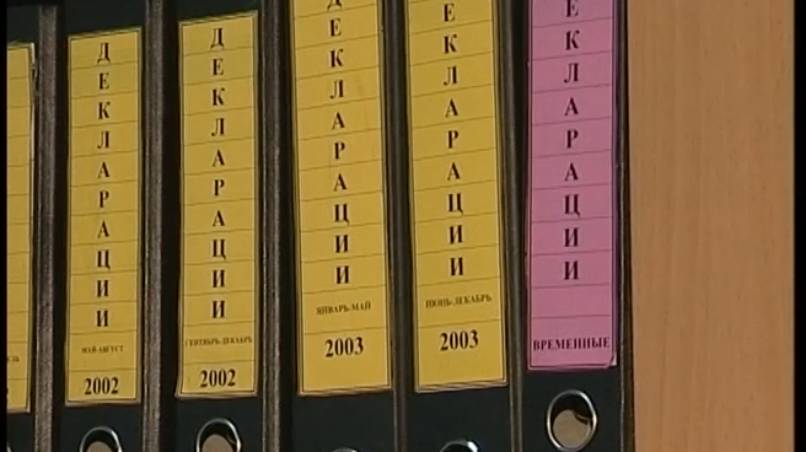 ДЕКЛАРАЦИИ
МАЙ-АВГУСТ
2002
ДЕКЛАРАЦИИ
СЕНТЯБРЬ-ДЕКАБРЬ
2002
ДЕКЛАРАЦИИ
ЯНВАРЬ-МАЙ
2003
ЕКЛАРАЦИИ
ИЮНЬ-ДЕКАБРЬ
2003
ЕКЛАРАЦИИ
ВРЕМЕННЫЕ